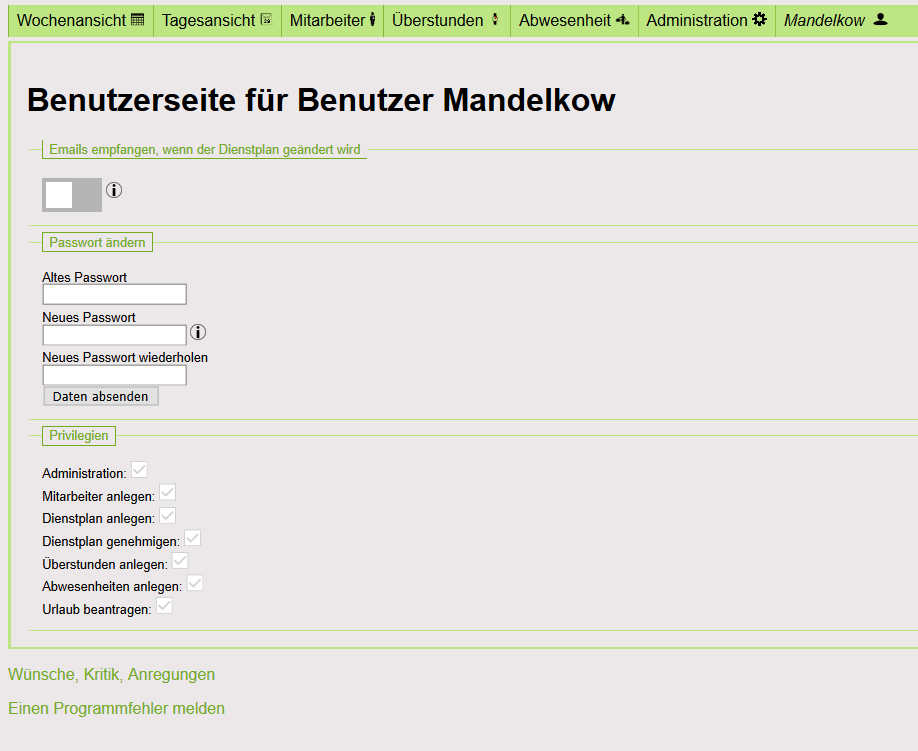 Wochenansicht Tagesansicht Mitarbeiter Überstunden Abwesenheit Administration Mandelkow
Benutzerseite für Benutzer Mandelkow
Emails empfangen, wenn der Dienstplan geändert wird
Passwort ändern
Altes Passwort
Neues Passwort
Neues Passwort wiederholen
Daten absenden
Privilegien
Administration:
Mitarbeiter anlegen:
Dienstplan anlegen:
Dienstplan genehmigen:
Überstunden anlegen:
Abwesenheiten anlegen:
Urlaub beantragen:
Wünsche, Kritik, Anregungen
Einen Programmfehler melden